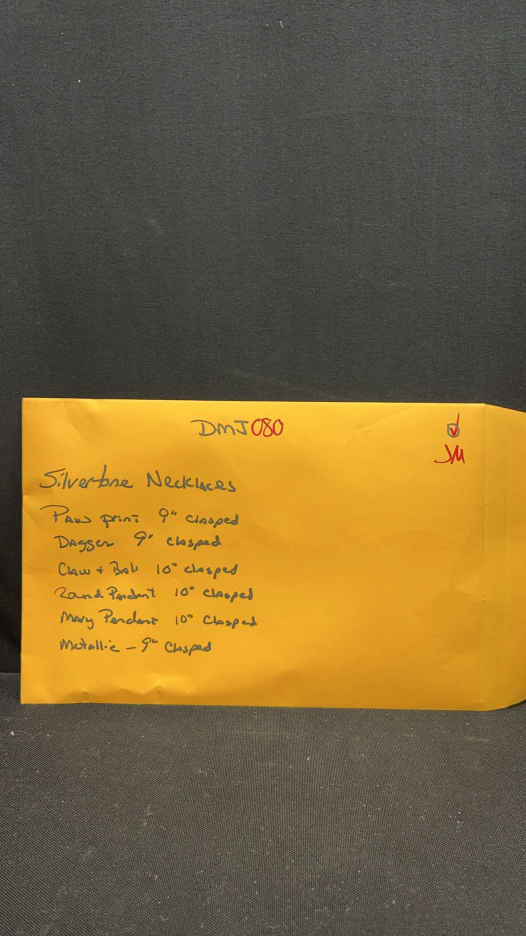 DMJ080
JM
Silvertone Necklaces
Paw print 9" clasped
Dagger 9" clasped
Claw + Ball 10" clasped
Round Pendant 10" clasped
Mary Pendant 10" clasped
Metallic - 9" clasped